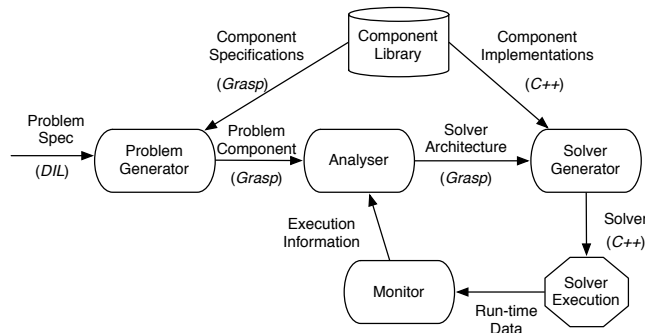 Component
Library
Component
Specifications
(Grasp)
Component
Implementations
(C++)
Problem
Spec
(DIL)
Problem
Generator
Problem
Component
(Grasp)
Analyser
Solver
Architecture
(Grasp)
Solver
Generator
Execution
Information
Solver
(C++)
Monitor
Run-time
Data
Solver
Execution